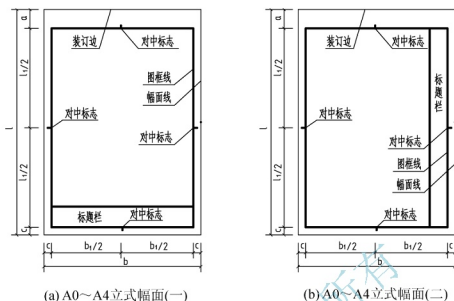 a
装订边
对中标志
l₁/2
图框线
幅面线
l
对中标志
对中标志
l₁/2
标题栏
对中标志
c
c
b₁/2
b₁/2
c
b
(a) A0～A4立式幅面(一)
a
装订边
对中标志
l₁/2
标题栏
l
对中标志
对中标志
图框线
l₁/2
幅面线
对中标志
c
c
b₁/2
b₁/2
c
b
(b) A0～A4立式幅面(二)
所有